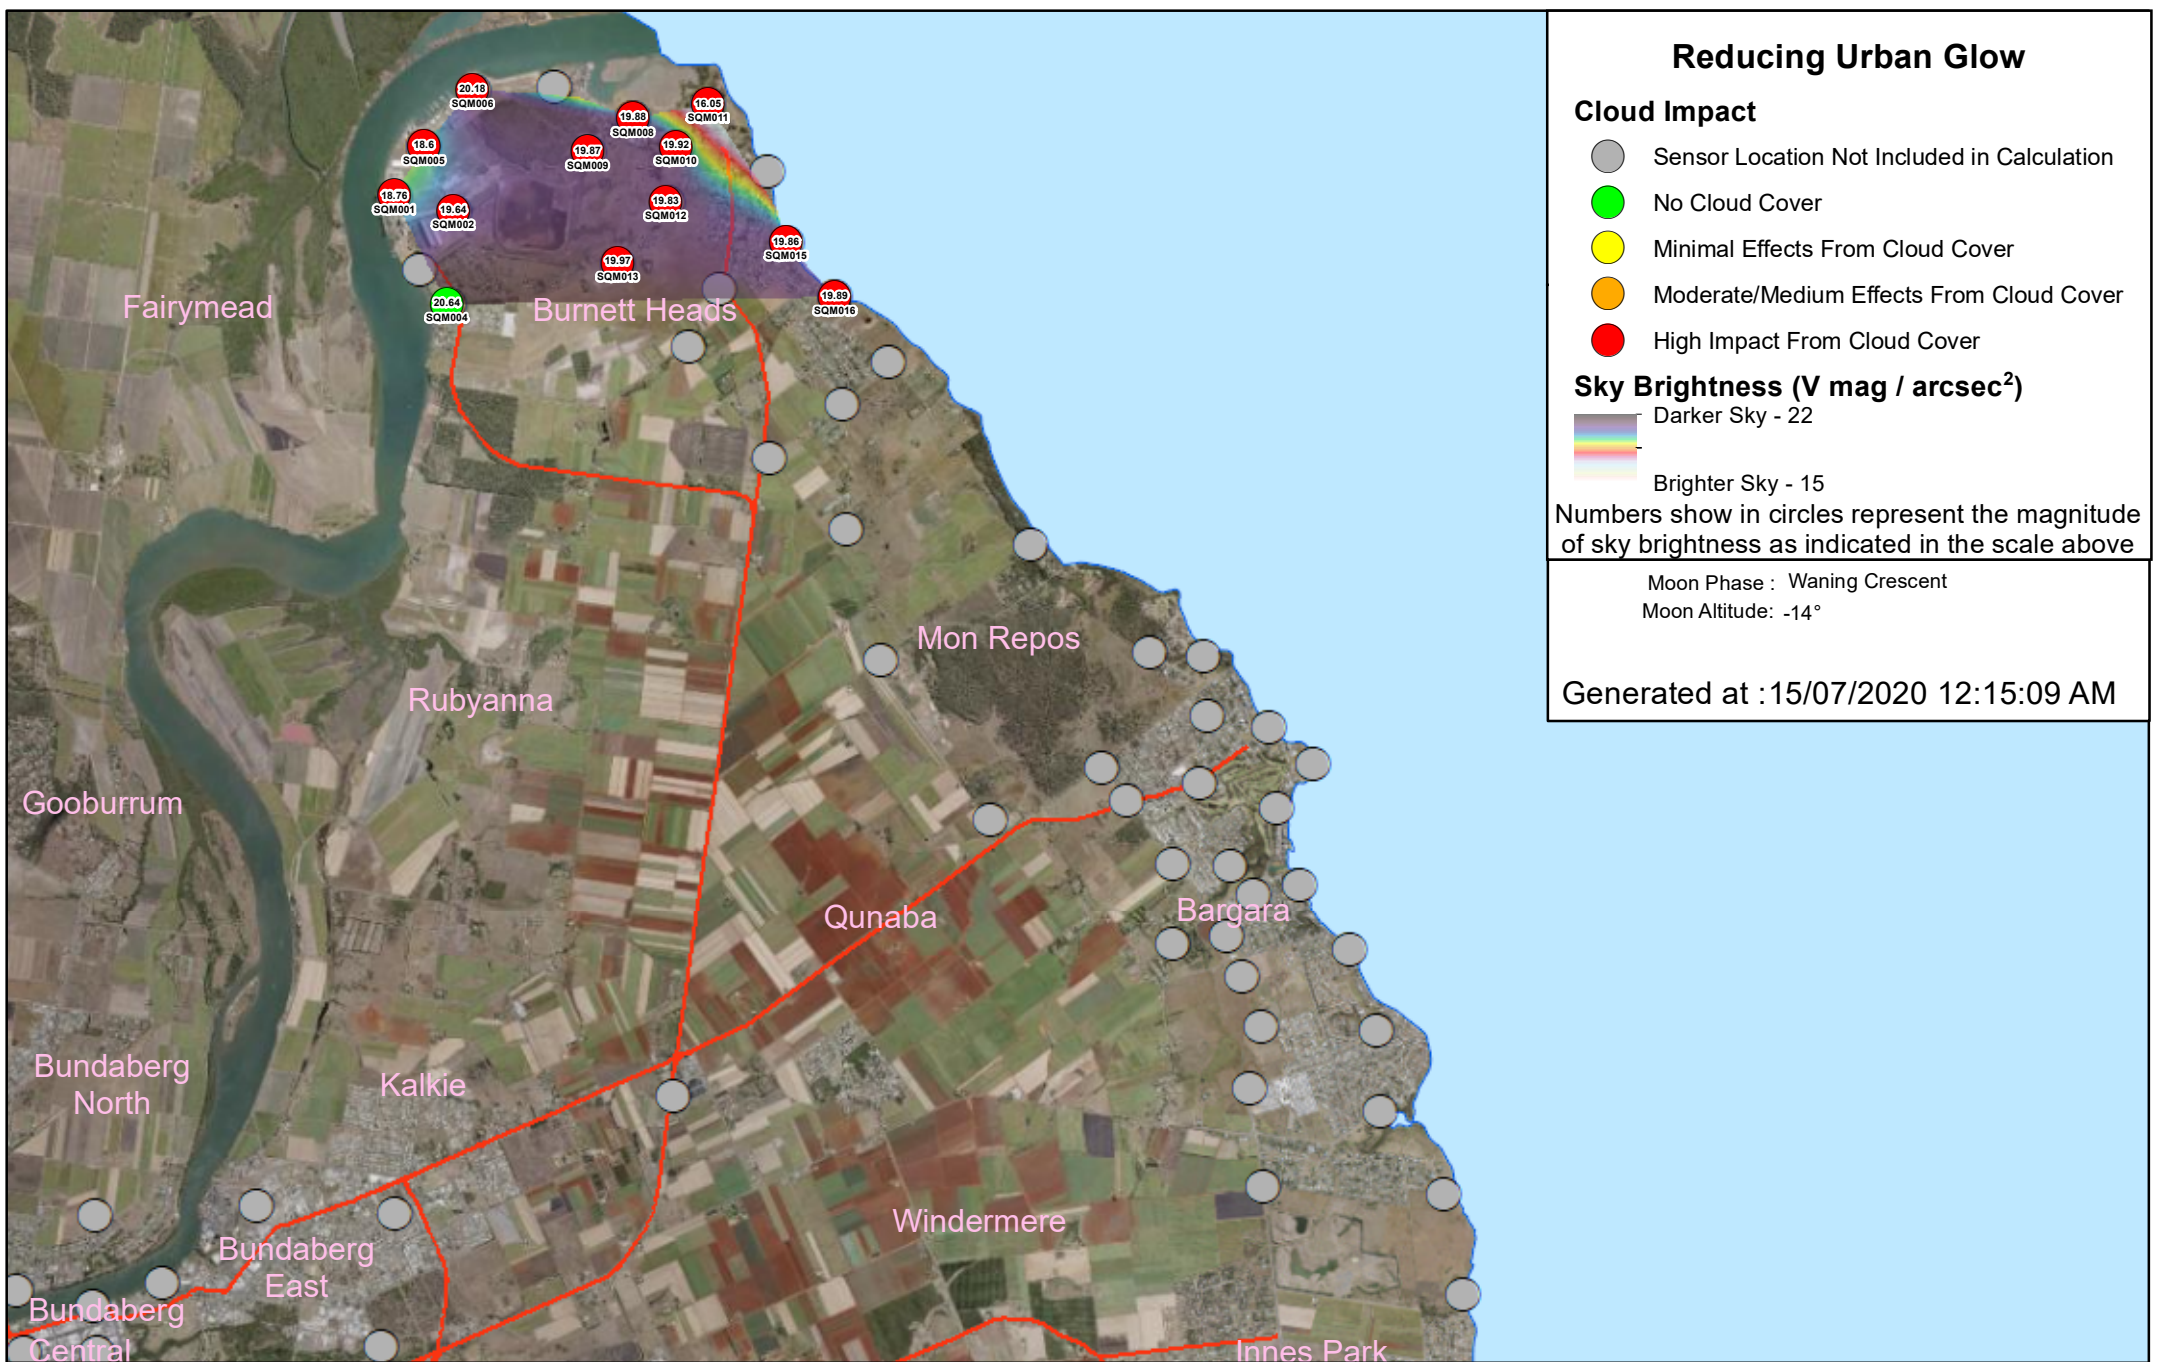 Reducing Urban Glow
Cloud Impact
Sensor Location Not Included in Calculation
No Cloud Cover
Minimal Effects From Cloud Cover
Moderate/Medium Effects From Cloud Cover
High Impact From Cloud Cover
Sky Brightness (V mag / arcsec²)
Darker Sky - 22
Brighter Sky - 15
Numbers show in circles represent the magnitude
of sky brightness as indicated in the scale above
Moon Phase : Waning Crescent
Moon Altitude: -14°
Generated at :15/07/2020 12:15:09 AM
20.18
SQM006
16.05
SQM011
19.88
SQM008
18.6
SQM005
19.87
SQM009
19.92
SQM010
18.76
SQM001
19.64
SQM002
19.83
SQM012
19.86
SQM015
19.97
SQM013
20.64
SQM004
19.89
SQM016
Fairymead
Burnett Heads
Mon Repos
Rubyanna
Gooburrum
Qunaba
Bargara
Bundaberg
North
Kalkie
Windermere
Bundaberg
East
Bundaberg
Central
Innes Park